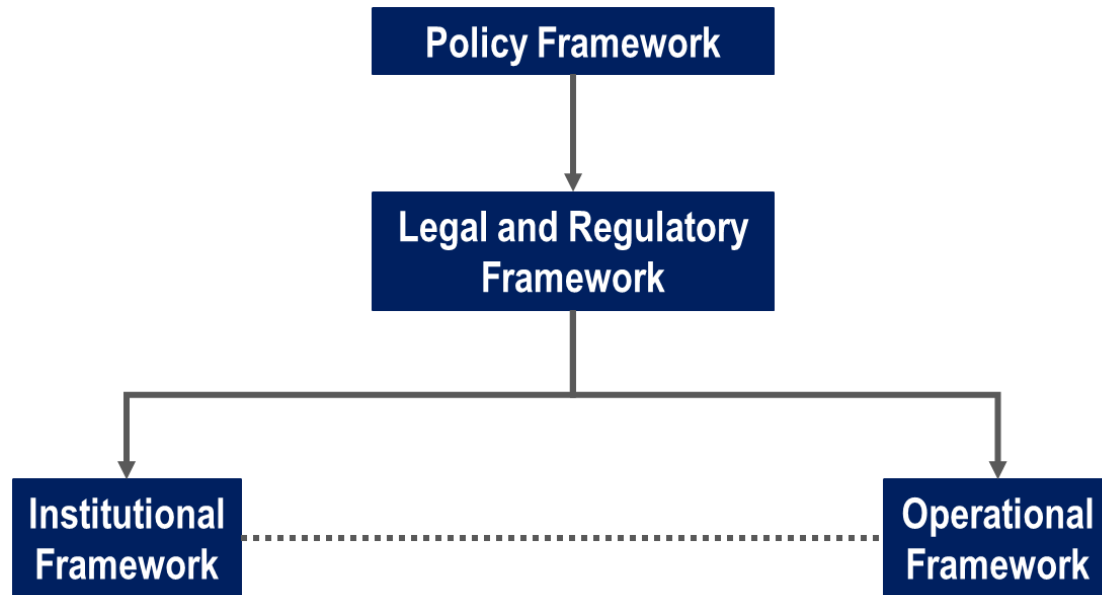 Policy Framework
Legal and Regulatory
Framework
Institutional
Framework
Operational
Framework